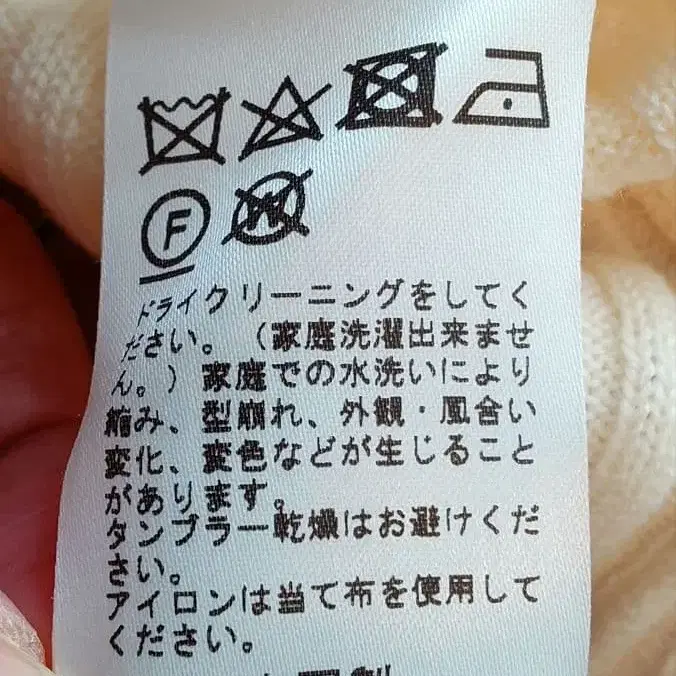 F
W
ドライクリーニングをしてく
ださい。（家庭洗濯出来ませ
ん。）家庭での水洗いにより
縮み、型崩れ、外観・風合い
変化、変色などが生じること
があります。
タンブラー乾燥はお避けくだ
さい。
アイロンは当て布を使用して
ください。